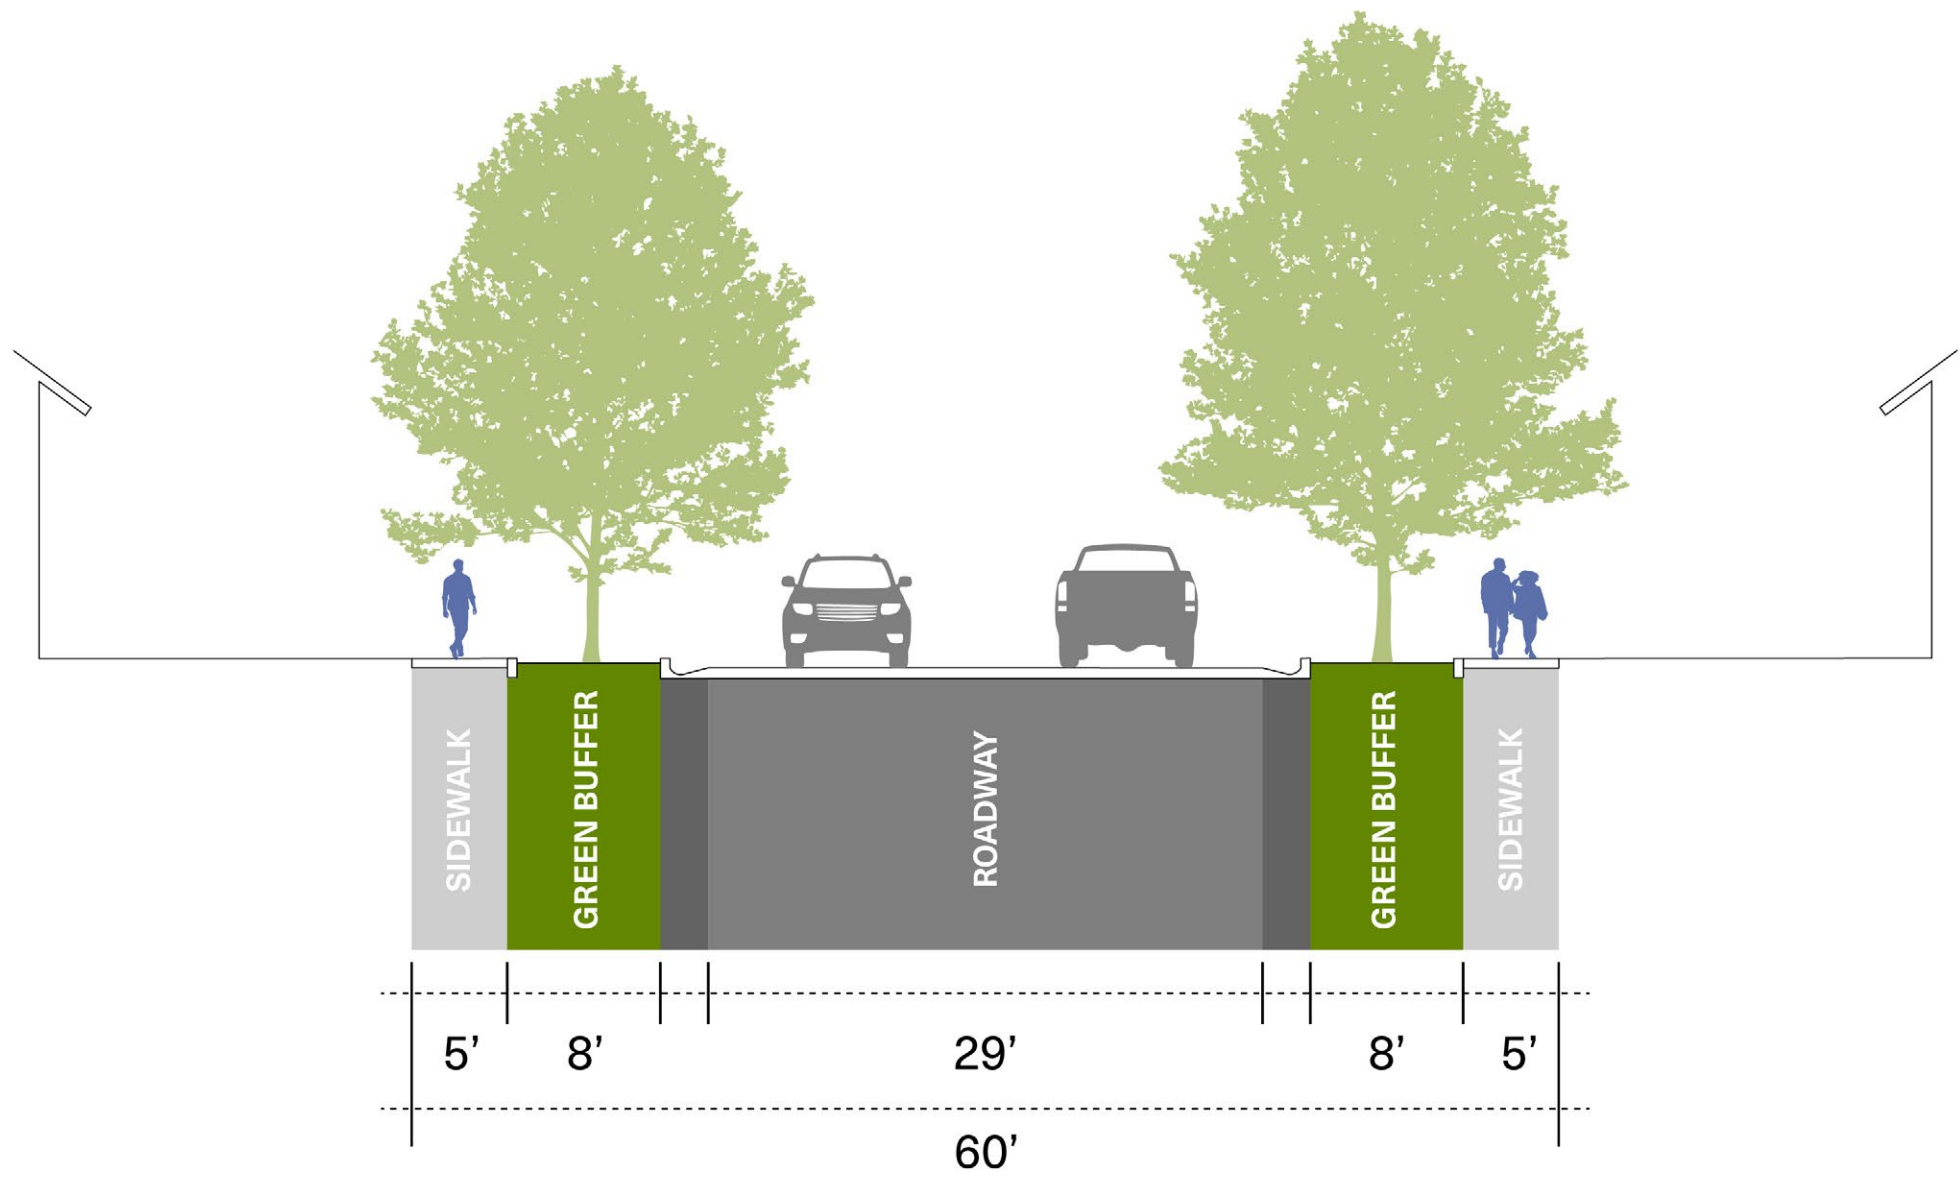 SIDEWALK
GREEN BUFFER
ROADWAY
GREEN BUFFER
SIDEWALK
5’
8’
29’
8’
5’
60’